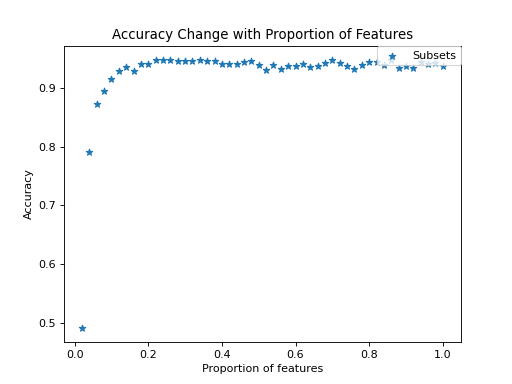 Accuracy Change with Proportion of Features
Subsets
Accuracy
0.9
0.8
0.7
0.6
0.5
0.0 0.2 0.4 0.6 0.8 1.0
Proportion of features